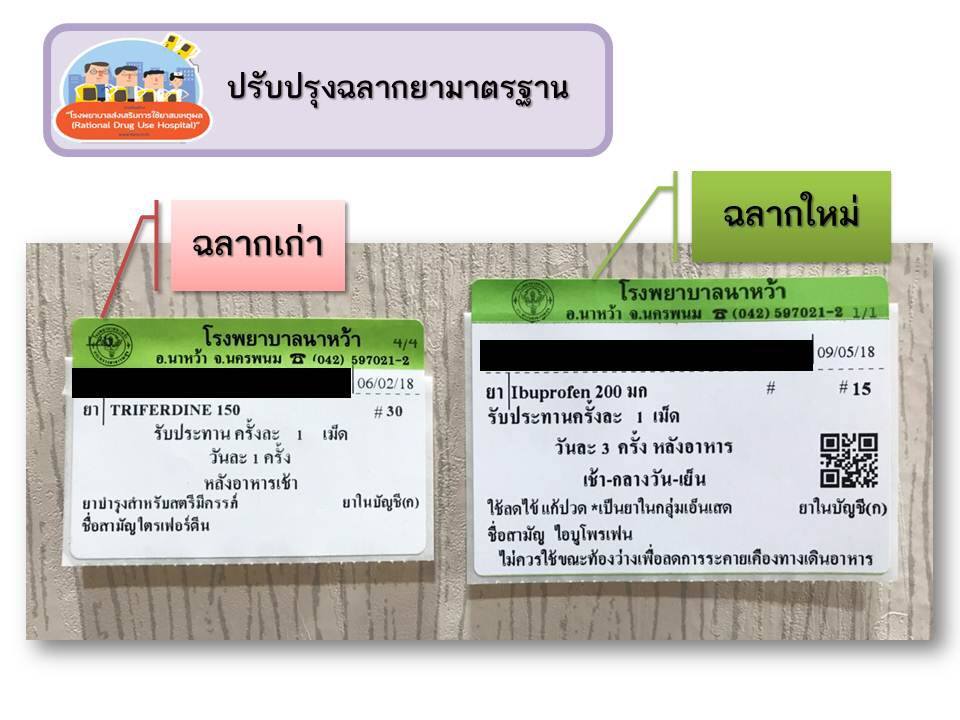 ปรับปรุงฉลากยามาตรฐาน
"โรงพยาบาลส่งเสริมการใช้ยาสมเหตุผล
(Rational Drug Use Hospital)"
ฉลากเก่า
โรงพยาบาลนาหว้า 4/4
อ.นาหว้า จ.นครพนม ☎ (042) 597021-2
06/02/18
ยา TRIFERDINE 150 # 30
รับประทาน ครั้งละ 1 เม็ด
วันละ 1 ครั้ง
หลังอาหารเช้า
ยาบำรุงสำหรับสตรีมีครรภ์ ยาในบัญชี(ก)
ชื่อสามัญไตรเฟอร์ดีน
ฉลากใหม่
โรงพยาบาลนาหว้า
อ.นาหว้า จ.นครพนม ☎ (042) 597021-2 1/1
09/05/18
ยา Ibuprofen 200 มก # # 15
รับประทานครั้งละ 1 เม็ด
วันละ 3 ครั้ง หลังอาหาร
เช้า-กลางวัน-เย็น
ใช้ลดไข้ แก้ปวด *เป็นยาในกลุ่มเอ็นเสด ยาในบัญชี(ก)
ชื่อสามัญ ไอบูโพรเฟน
ไม่ควรใช้ขณะท้องว่างเพื่อลดการระคายเคืองทางเดินอาหาร